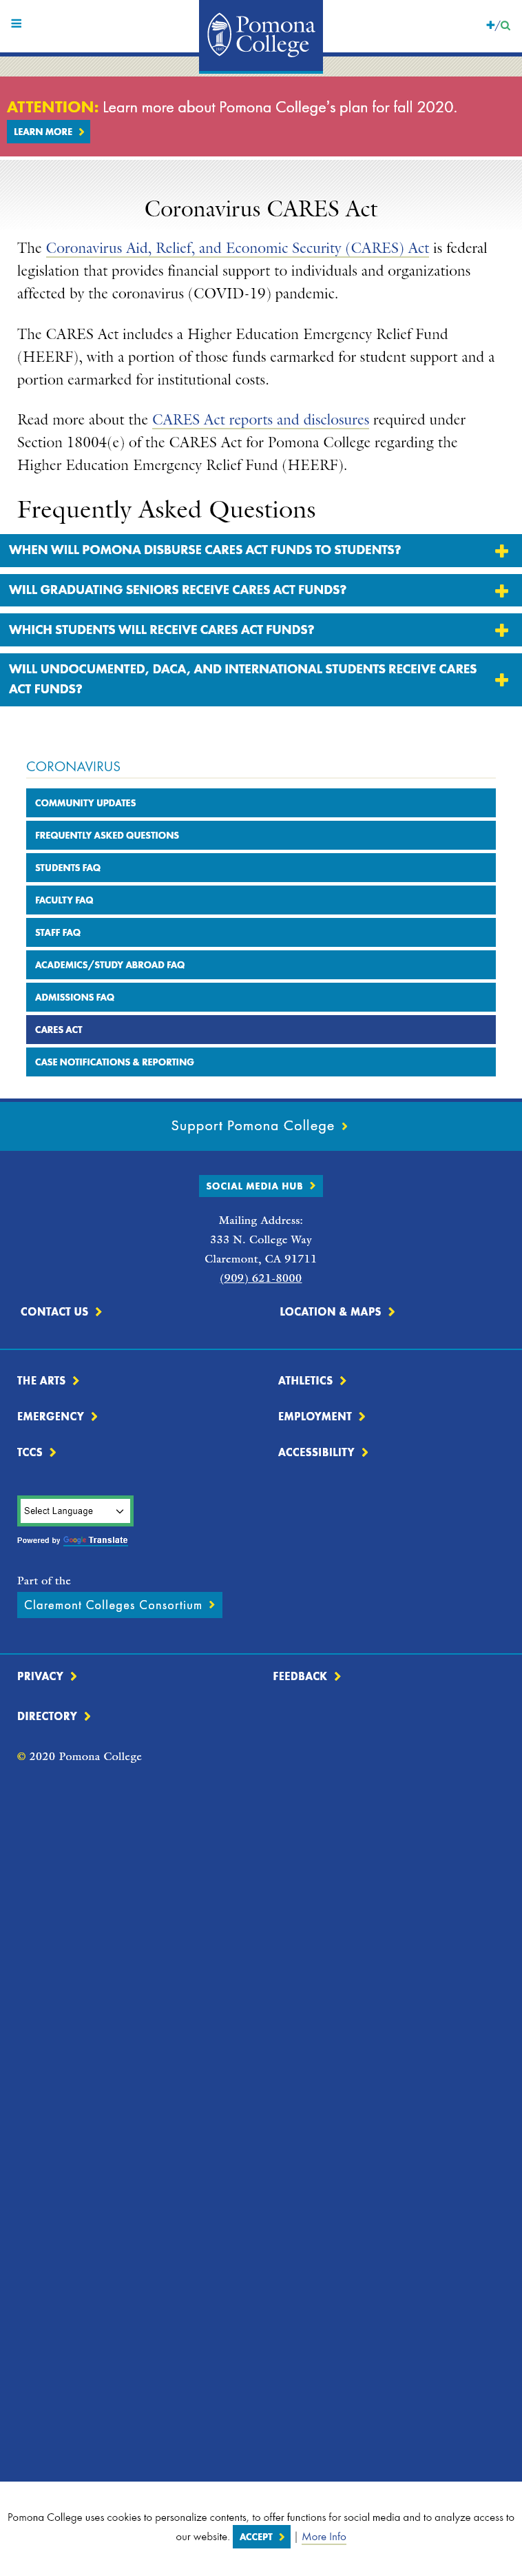 Pomona
College
ATTENTION: Learn more about Pomona College's plan for fall 2020.
LEARN MORE
Coronavirus CARES Act
The Coronavirus Aid, Relief, and Economic Security (CARES) Act is federal
legislation that provides financial support to individuals and organizations
affected by the coronavirus (COVID-19) pandemic.
The CARES Act includes a Higher Education Emergency Relief Fund
(HEERF), with a portion of those funds earmarked for student support and a
portion earmarked for institutional costs.
Read more about the CARES Act reports and disclosures required under
Section 18004(e) of the CARES Act for Pomona College regarding the
Higher Education Emergency Relief Fund (HEERF).
Frequently Asked Questions
WHEN WILL POMONA DISBURSE CARES ACT FUNDS TO STUDENTS?
WILL GRADUATING SENIORS RECEIVE CARES ACT FUNDS?
WHICH STUDENTS WILL RECEIVE CARES ACT FUNDS?
WILL UNDOCUMENTED, DACA, AND INTERNATIONAL STUDENTS RECEIVE CARES
ACT FUNDS?
CORONAVIRUS
COMMUNITY UPDATES
FREQUENTLY ASKED QUESTIONS
STUDENTS FAQ
FACULTY FAQ
STAFF FAQ
ACADEMICS/STUDY ABROAD FAQ
ADMISSIONS FAQ
CARES ACT
CASE NOTIFICATIONS & REPORTING
Support Pomona College
SOCIAL MEDIA HUB
Mailing Address:
333 N. College Way
Claremont, CA 91711
(909) 621-8000
CONTACT US LOCATION & MAPS
THE ARTS ATHLETICS
EMERGENCY EMPLOYMENT
TCCS ACCESSIBILITY
Select Language
Powered by Google Translate
Part of the
Claremont Colleges Consortium
PRIVACY FEEDBACK
DIRECTORY
© 2020 Pomona College
Pomona College uses cookies to personalize contents, to offer functions for social media and to analyze access to
our website. ACCEPT | More Info